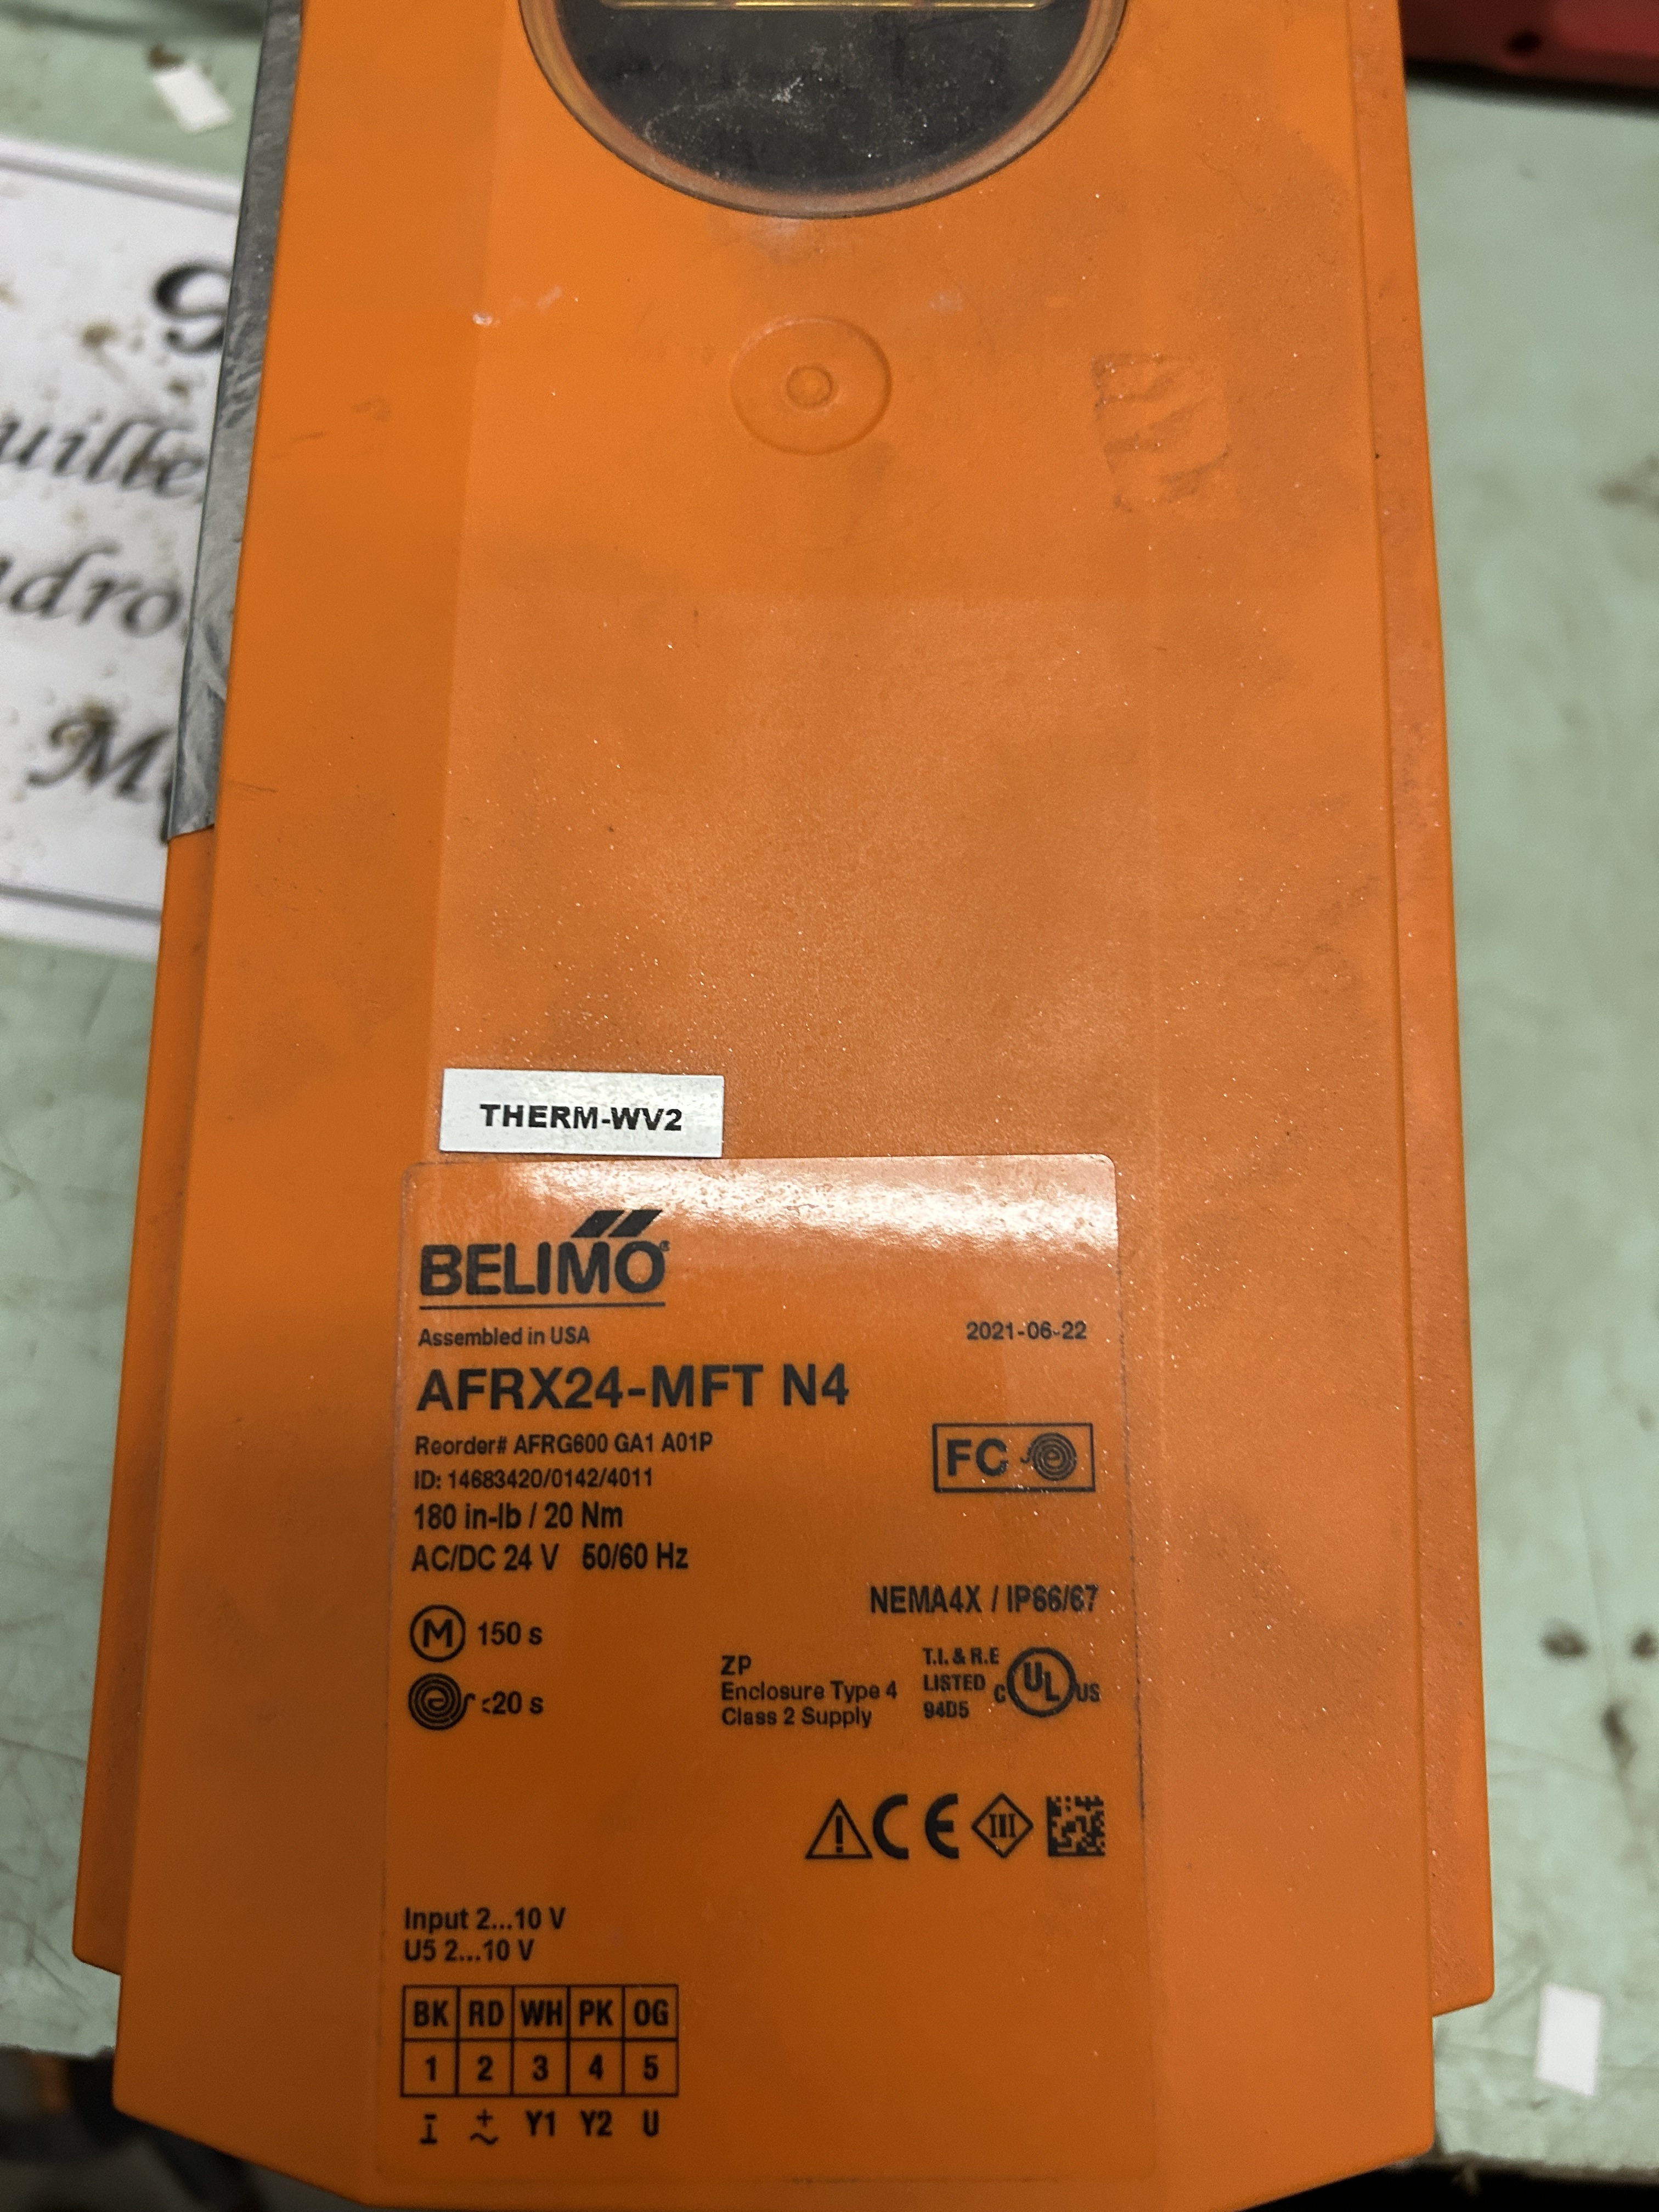 uille
dro
M
THERM-WV2
BELIMO
Assembled in USA
2021-06-22
AFRX24-MFT N4
Reorder# AFRG600 GA1 A01P
ID: 14683420/0142/4011
FC
180 in-lb / 20 Nm
AC/DC 24 V 50/60 Hz
NEMA4X / IP66/67
M 150 s
<20 s
ZP
Enclosure Type 4
Class 2 Supply
T.I. & R.E
LISTED
94D5
C UL US
CE III
Input 2...10 V
U5 2...10 V
BK RD WH PK OG
1 2 3 4 5
⊥ + ~ Y1 Y2 U